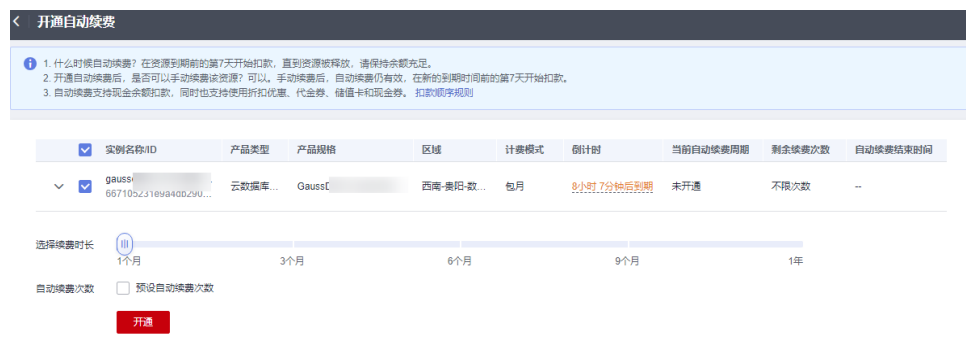 开通自动续费
1. 什么时候自动续费？在资源到期前的第7天开始扣款，直到资源被释放，请保持余额充足。
2. 开通自动续费后，是否可以手动续费该资源？可以。手动续费后，自动续费仍有效，在新的到期时间前的第7天开始扣款。
3. 自动续费支持现金余额扣款，同时也支持使用折扣优惠、代金券、储值卡和现金券。 扣款顺序规则
实例名称/ID 产品类型 产品规格 区域 计费模式 倒计时 当前自动续费周期 剩余续费次数 自动续费结束时间
gauss 云数据库... Gauss 西南-贵阳-数... 包月 8小时 7分钟后到期 未开通 不限次数 --
667105231e9a4db290...
选择续费时长
1个月 3个月 6个月 9个月 1年
自动续费次数 预设自动续费次数
开通